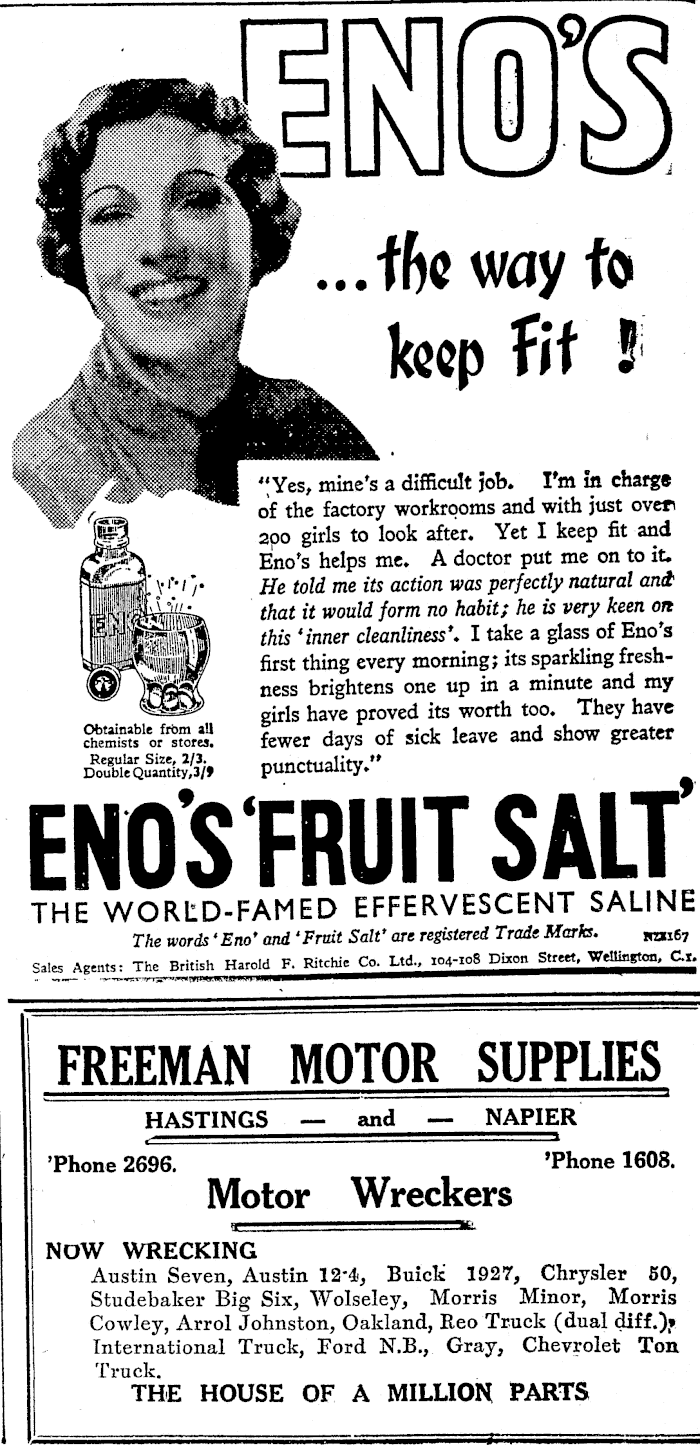 ENO'S
...the way to
keep Fit !
"Yes, mine's a difficult job. I'm in charge
of the factory workrooms and with just over
200 girls to look after. Yet I keep fit and
Eno's helps me. A doctor put me on to it.
He told me its action was perfectly natural and
that it would form no habit; he is very keen on
this 'inner cleanliness'. I take a glass of Eno's
first thing every morning; its sparkling fresh-
ness brightens one up in a minute and my
girls have proved its worth too. They have
fewer days of sick leave and show greater
punctuality."
ENO
Obtainable from all
chemists or stores.
Regular Size, 2/3.
Double Quantity, 3/9
ENO'S 'FRUIT SALT'
THE WORLD-FAMED EFFERVESCENT SALINE
The words 'Eno' and 'Fruit Salt' are registered Trade Marks.
NZX167
Sales Agents: The British Harold F. Ritchie Co. Ltd., 104-108 Dixon Street, Wellington, C.1.
FREEMAN MOTOR SUPPLIES
HASTINGS — and — NAPIER
'Phone 2696. 'Phone 1608.
Motor Wreckers
NOW WRECKING
Austin Seven, Austin 12-4, Buick 1927, Chrysler 50,
Studebaker Big Six, Wolseley, Morris Minor, Morris
Cowley, Arrol Johnston, Oakland, Reo Truck (dual diff.),
International Truck, Ford N.B., Gray, Chevrolet Ton
Truck.
THE HOUSE OF A MILLION PARTS